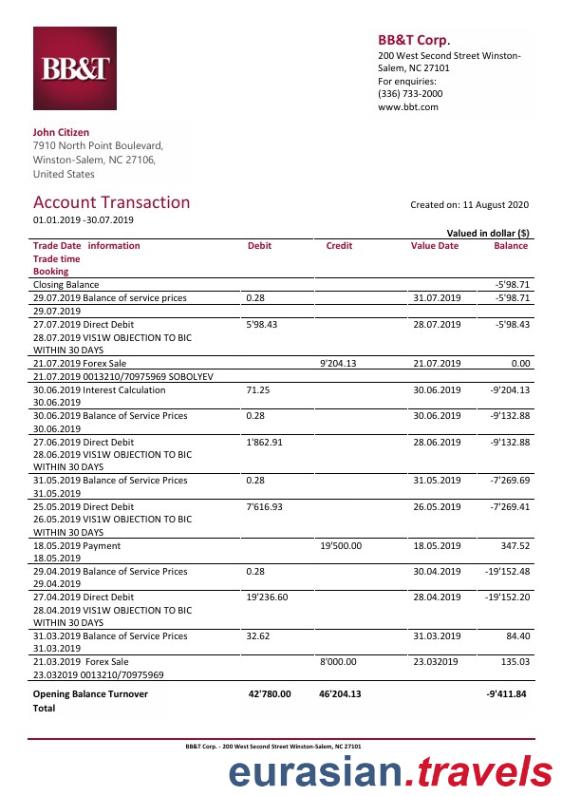 BB&T
BB&T Corp.
200 West Second Street Winston-
Salem, NC 27101
For enquiries:
(336) 733-2000
www.bbt.com
John Citizen
7910 North Point Boulevard,
Winston-Salem, NC 27106,
United States
Account Transaction
Created on: 11 August 2020
01.01.2019 -30.07.2019
Valued in dollar ($)
Trade Date information Debit Credit Value Date Balance
Trade time
Booking
Closing Balance -5'98.71
29.07.2019 Balance of service prices 0.28 31.07.2019 -5'98.71
29.07.2019
27.07.2019 Direct Debit 5'98.43 28.07.2019 -5'98.43
28.07.2019 VIS1W OBJECTION TO BIC
WITHIN 30 DAYS
21.07.2019 Forex Sale 9'204.13 21.07.2019 0.00
21.07.2019 0013210/70975969 SOBOLYEV
30.06.2019 Interest Calculation 71.25 30.06.2019 -9'204.13
30.06.2019
30.06.2019 Balance of Service Prices 0.28 30.06.2019 -9'132.88
30.06.2019
27.06.2019 Direct Debit 1'862.91 28.06.2019 -9'132.88
28.06.2019 VIS1W OBJECTION TO BIC
WITHIN 30 DAYS
31.05.2019 Balance of Service Prices 0.28 31.05.2019 -7'269.69
31.05.2019
25.05.2019 Direct Debit 7'616.93 26.05.2019 -7'269.41
26.05.2019 VIS1W OBJECTION TO BIC
WITHIN 30 DAYS
18.05.2019 Payment 19'500.00 18.05.2019 347.52
18.05.2019
29.04.2019 Balance of Service Prices 0.28 30.04.2019 -19'152.48
29.04.2019
27.04.2019 Direct Debit 19'236.60 28.04.2019 -19'152.20
28.04.2019 VIS1W OBJECTION TO BIC
WITHIN 30 DAYS
31.03.2019 Balance of Service Prices 32.62 31.03.2019 84.40
31.03.2019
21.03.2019 Forex Sale 8'000.00 23.032019 135.03
23.032019 0013210/70975969
Opening Balance Turnover 42'780.00 46'204.13 -9'411.84
Total
BB&T Corp. - 200 West Second Street Winston-Salem, NC 27101
eurasian.travels